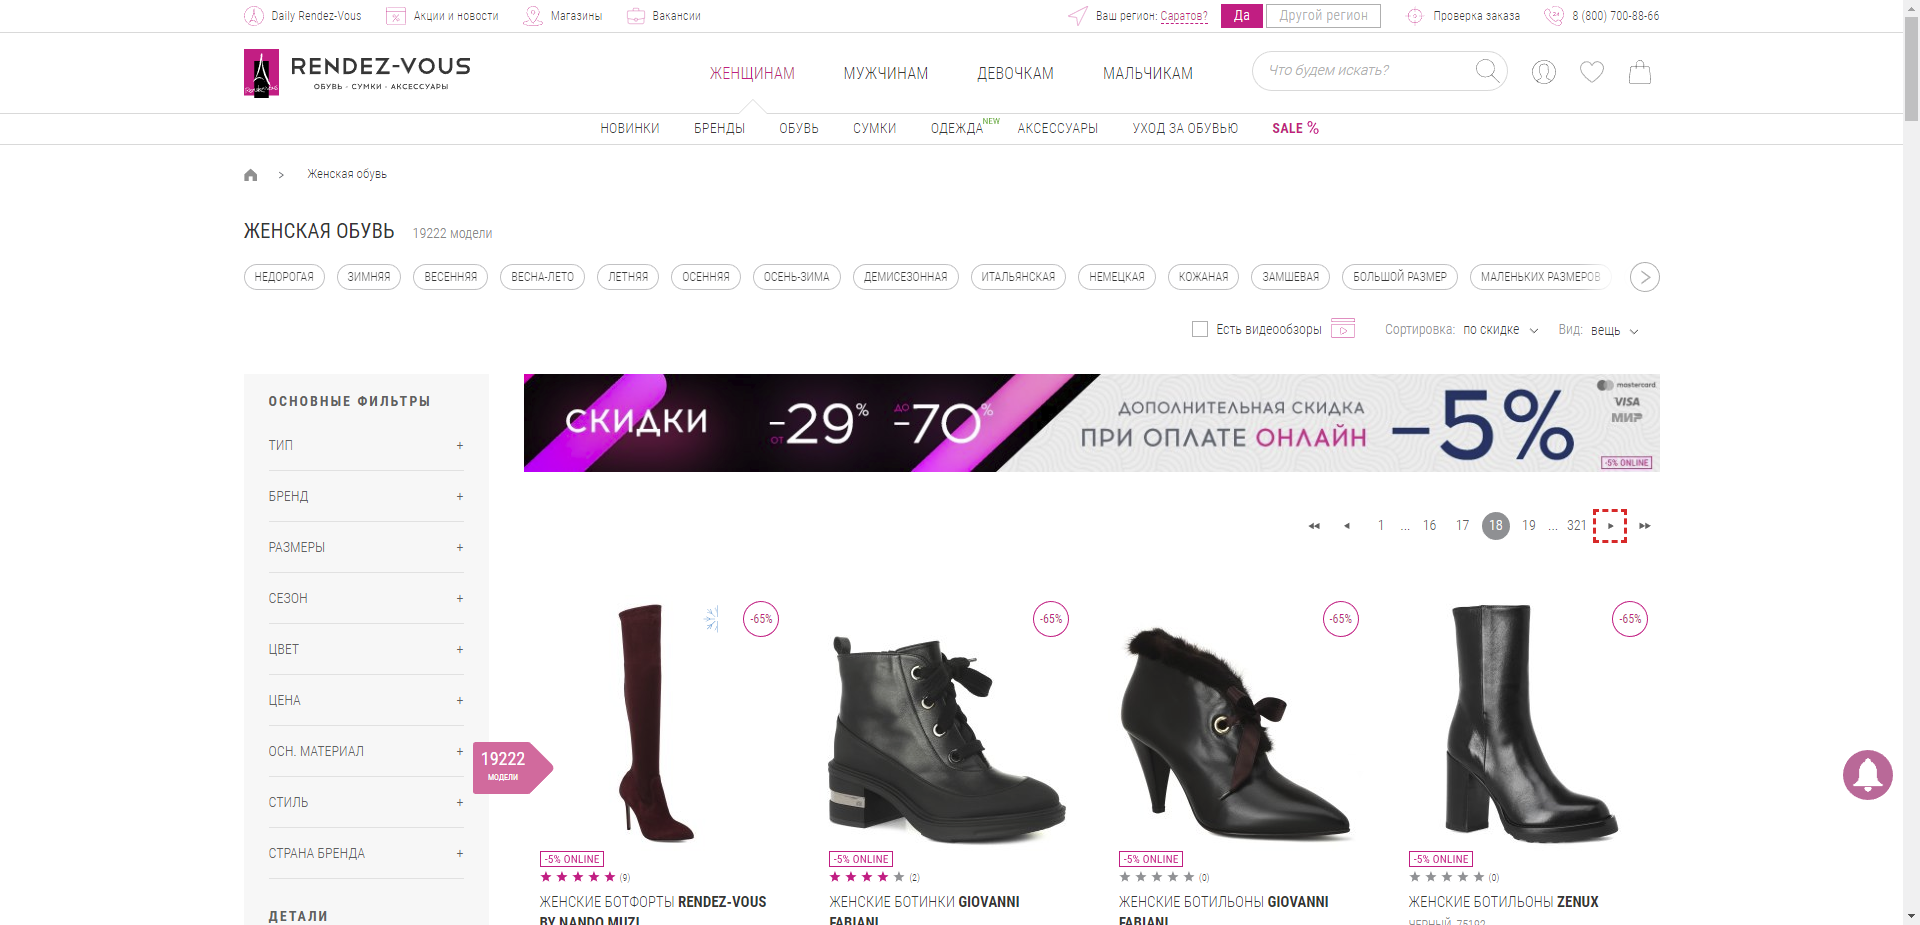 Daily Rendez-Vous
Акции и новости
Магазины
Вакансии
Ваш регион: Саратов?
Да
Другой регион
Проверка заказа
8 (800) 700-88-66
RENDEZ-VOUS
ОБУВЬ · СУМКИ · АКСЕССУАРЫ
ЖЕНЩИНАМ
МУЖЧИНАМ
ДЕВОЧКАМ
МАЛЬЧИКАМ
Что будем искать?
НОВИНКИ
БРЕНДЫ
ОБУВЬ
СУМКИ
ОДЕЖДА NEW
АКСЕССУАРЫ
УХОД ЗА ОБУВЬЮ
SALE %
> Женская обувь
ЖЕНСКАЯ ОБУВЬ 19222 модели
НЕДОРОГАЯ
ЗИМНЯЯ
ВЕСЕННЯЯ
ВЕСНА-ЛЕТО
ЛЕТНЯЯ
ОСЕННЯЯ
ОСЕНЬ-ЗИМА
ДЕМИСЕЗОННАЯ
ИТАЛЬЯНСКАЯ
НЕМЕЦКАЯ
КОЖАНАЯ
ЗАМШЕВАЯ
БОЛЬШОЙ РАЗМЕР
МАЛЕНЬКИХ РАЗМЕРОВ
Есть видеообзоры
Сортировка: по скидке
Вид: вещь
ОСНОВНЫЕ ФИЛЬТРЫ
ТИП +
БРЕНД +
РАЗМЕРЫ +
СЕЗОН +
ЦВЕТ +
ЦЕНА +
ОСН. МАТЕРИАЛ +
СТИЛЬ +
СТРАНА БРЕНДА +
ДЕТАЛИ
19222
МОДЕЛИ
СКИДКИ
ОТ -29%
ДО -70%
ДОПОЛНИТЕЛЬНАЯ СКИДКА
ПРИ ОПЛАТЕ ОНЛАЙН
-5%
mastercard
VISA
МИР
-5% ONLINE
1 ... 16 17 18 19 ... 321
-65%
-65%
-65%
-65%
-5% ONLINE
(9)
ЖЕНСКИЕ БОТФОРТЫ RENDEZ-VOUS
BY NANDO MUZI
-5% ONLINE
(2)
ЖЕНСКИЕ БОТИНКИ GIOVANNI
FABIANI
-5% ONLINE
(0)
ЖЕНСКИЕ БОТИЛЬОНЫ GIOVANNI
FABIANI
-5% ONLINE
(0)
ЖЕНСКИЕ БОТИЛЬОНЫ ZENUX
ЧЕРНЫЙ, 75192